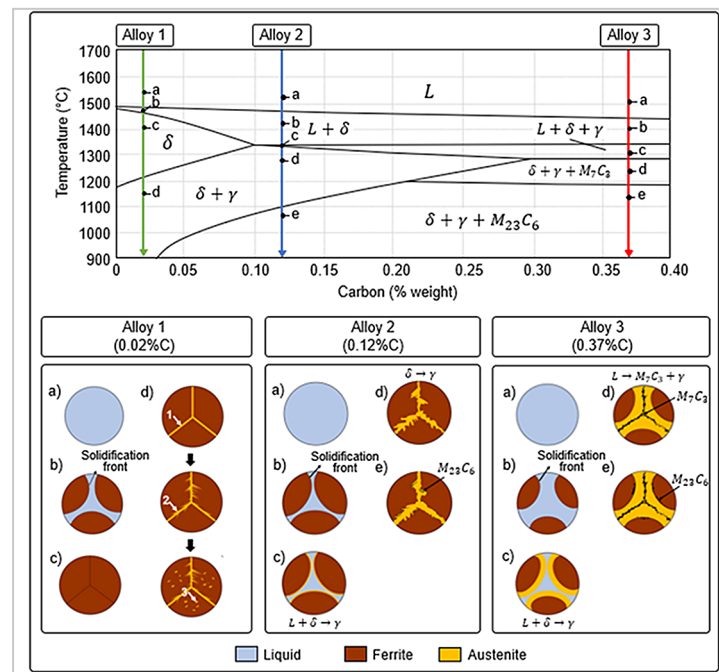 Alloy 1
Alloy 2
Alloy 3
1700
1600
1500
1400
1300
1200
1100
1000
900
Temperature (°C)
0
0.05
0.10
0.15
0.20
0.25
0.30
0.35
0.40
Carbon (% weight)
a
b
c
d
a
b
c
d
e
a
b
c
d
e
L
δ
L + δ
L + δ + γ
δ + γ + M₇C₃
δ + γ
δ + γ + M₂₃C₆
Alloy 1
(0.02%C)
Alloy 2
(0.12%C)
Alloy 3
(0.37%C)
a)
d)
1
Solidification
front
b)
2
c)
3
a)
δ → γ
d)
Solidification
front
b)
e)
M₂₃C₆
c)
L + δ → γ
a)
L → M₇C₃ + γ
d)
M₇C₃
Solidification
front
b)
e)
M₂₃C₆
c)
L + δ → γ
Liquid
Ferrite
Austenite